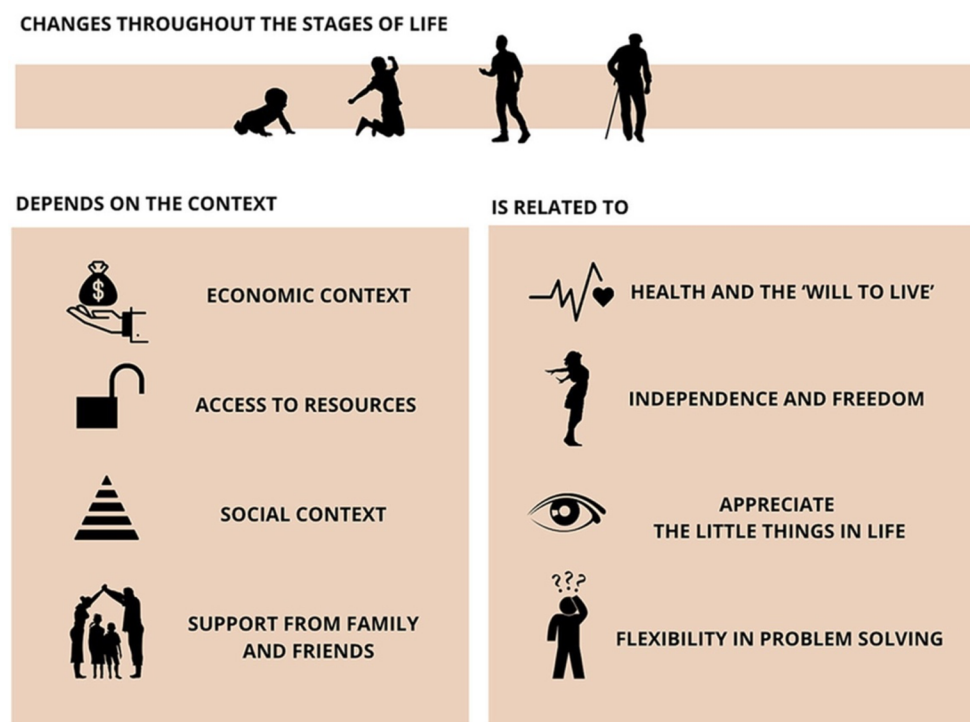 CHANGES THROUGHOUT THE STAGES OF LIFE
DEPENDS ON THE CONTEXT
$
ECONOMIC CONTEXT
ACCESS TO RESOURCES
SOCIAL CONTEXT
SUPPORT FROM FAMILY
AND FRIENDS
IS RELATED TO
HEALTH AND THE ‘WILL TO LIVE’
INDEPENDENCE AND FREEDOM
APPRECIATE
THE LITTLE THINGS IN LIFE
???
FLEXIBILITY IN PROBLEM SOLVING